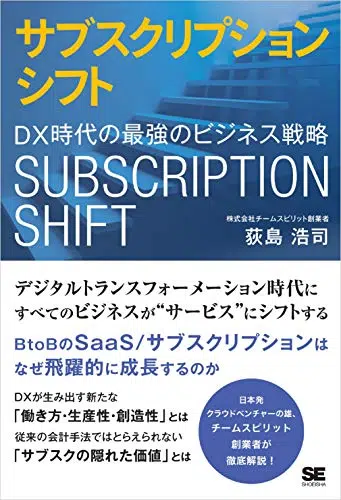 サブスクリプション
シフト
DX時代の最強のビジネス戦略
SUBSCRIPTION
SHIFT
株式会社チームスピリット創業者
荻島 浩司
デジタルトランスフォーメーション時代に
すべてのビジネスが“サービス”にシフトする
BtoBのSaaS/サブスクリプションは
なぜ飛躍的に成長するのか
DXが生み出す新たな
「働き方・生産性・創造性」とは
従来の会計手法ではとらえられない
「サブスクの隠れた価値」とは
日本発
クラウドベンチャーの雄、
チームスピリット
創業者が
徹底解説！
SE
SHOEISHA